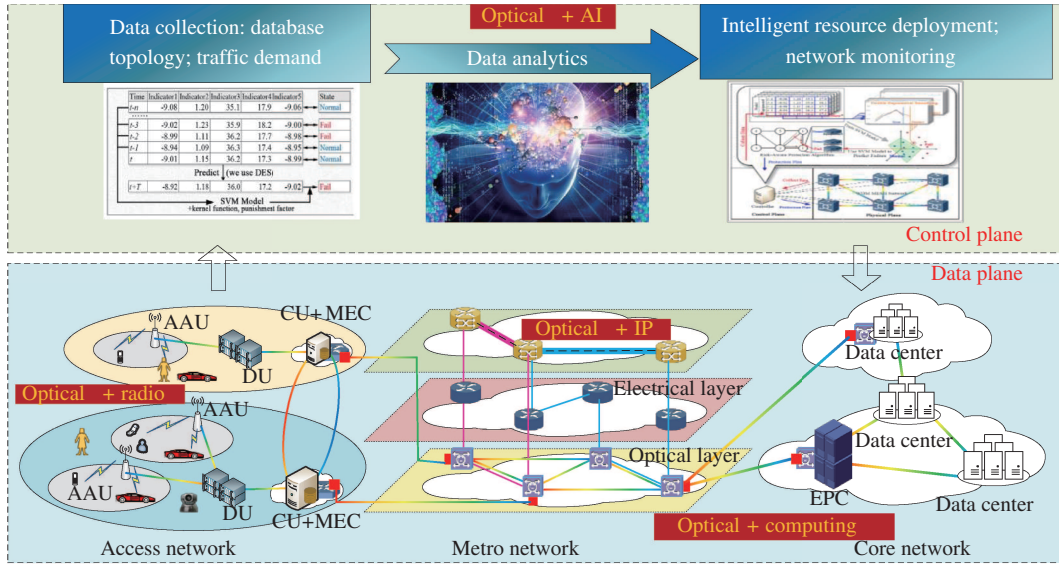 Optical + AI
Data collection: database
topology; traffic demand
Data analytics
Intelligent resource deployment;
network monitoring
Time Indicator1 Indicator2 Indicator3 Indicator4 Indicator5 State
t-n -9.08 1.20 35.1 17.9 -9.06 Normal
......
t-3 -9.02 1.23 35.9 18.2 -9.00 Fail
t-2 -8.99 1.11 36.2 17.7 -8.98 Fail
t-1 -8.94 1.09 36.3 17.4 -8.95 Normal
t -9.01 1.15 36.2 17.3 -8.99 Normal
Predict (we use DES)
t+T -8.92 1.18 36.0 17.2 -9.02 Fail
SVM Model
+kernel function, punishment factor
Controller
Control Plane
Physical Plane
Control plane
Data plane
AAU
CU+MEC
DU
Optical + radio
AAU
AAU
DU
CU+MEC
Access network
Optical + IP
Electrical layer
Optical layer
Metro network
Optical + computing
Data center
Data center
EPC
Data center
Core network